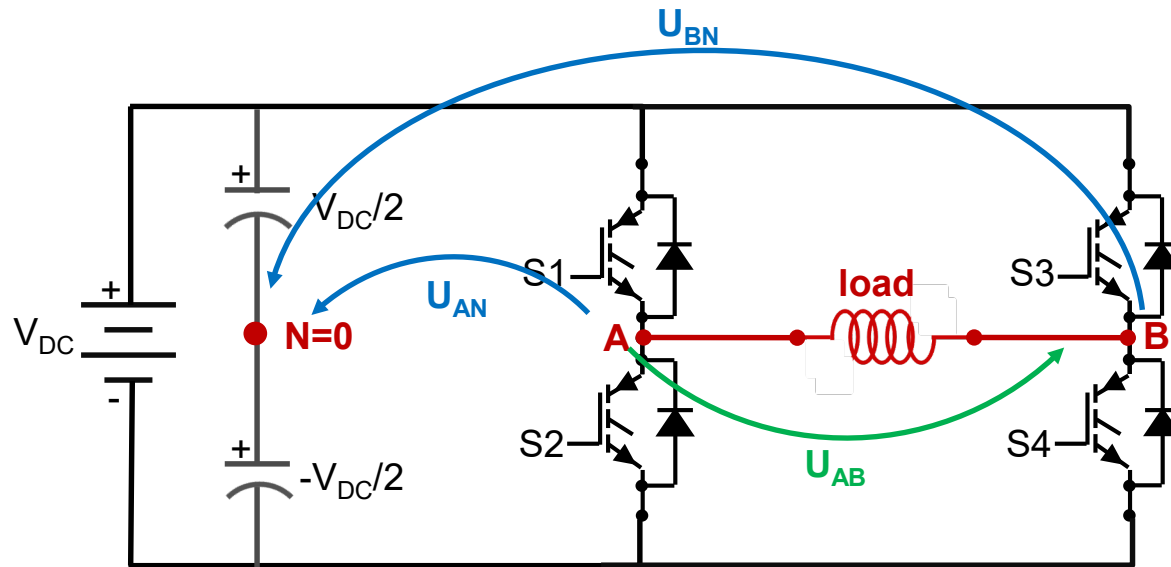 U_BN
+
V_DC/2
S1
S3
load
U_AN
+
V_DC
N=0
A
B
-
S2
S4
+
-V_DC/2
U_AB